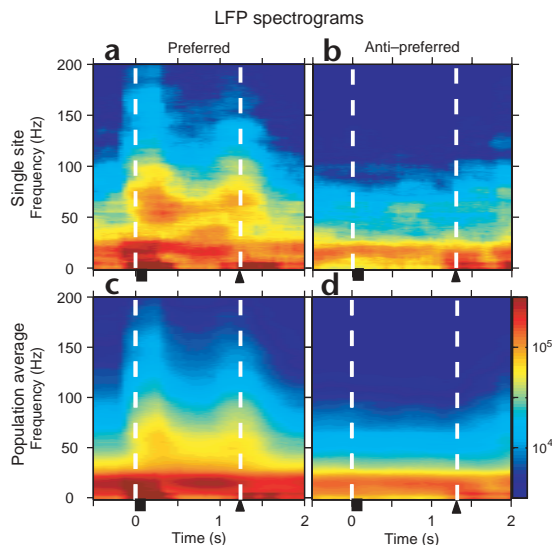 LFP spectrograms
a Preferred
b Anti–preferred
Single site
Frequency (Hz)
200
150
100
50
0
c
d
Population average
Frequency (Hz)
200
150
100
50
0
10⁵
10⁴
0 1 2
0 1 2
Time (s) Time (s)